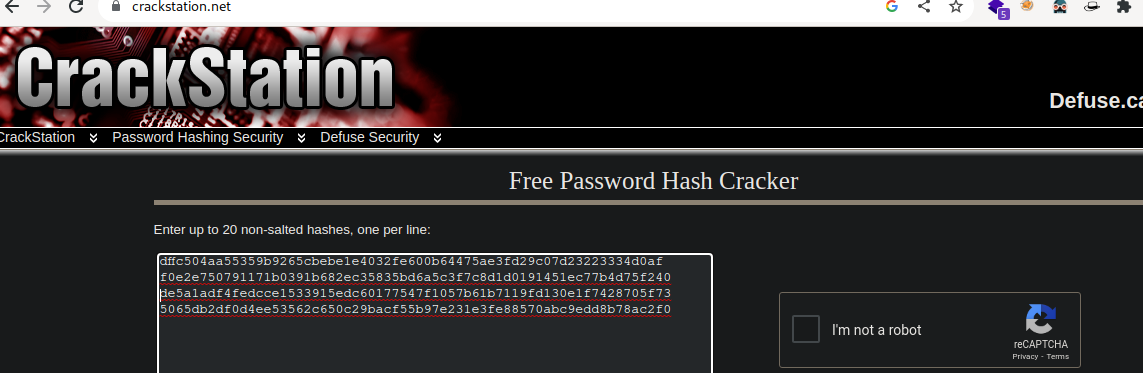 crackstation.net
5
CrackStation
Defuse.ca
CrackStation Password Hashing Security Defuse Security
Free Password Hash Cracker
Enter up to 20 non-salted hashes, one per line:
dffc504aa55359b9265cbebe1e4032fe600b64475ae3fd29c07d23223334d0af
f0e2e750791171b0391b682ec35835bd6a5c3f7c8d1d0191451ec77b4d75f240
de5a1adf4fedcce1533915edc60177547f1057b61b7119fd130e1f7428705f73
5065db2df0d4ee53562c650c29bacf55b97e231e3fe88570abc9edd8b78ac2f0
I'm not a robot
reCAPTCHA
Privacy - Terms